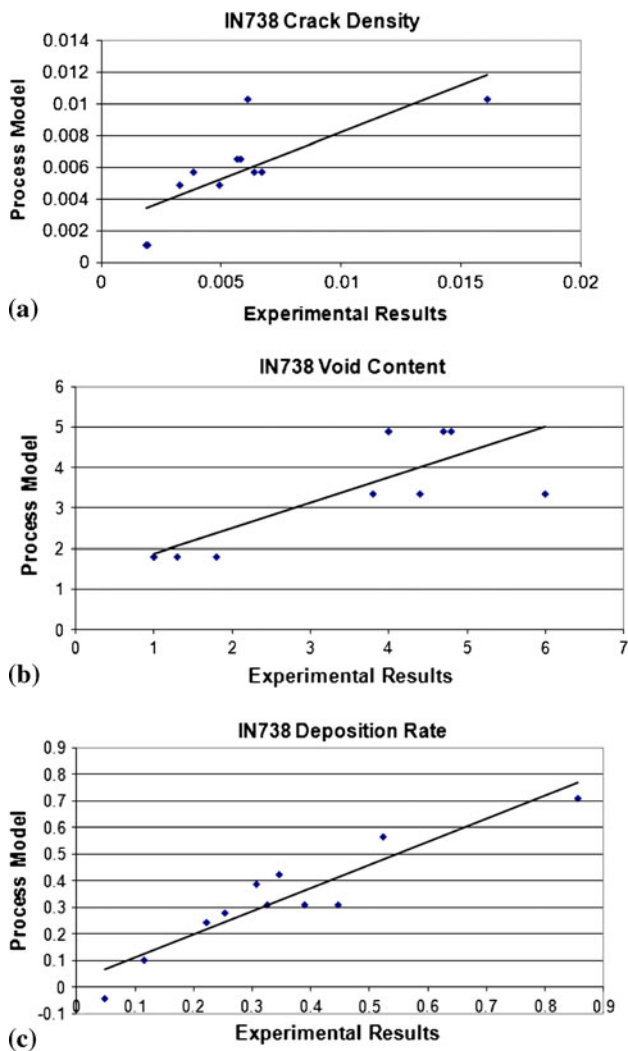 IN738 Crack Density
0.014
0.012
0.01
0.008
0.006
0.004
0.002
0
Process Model
0 0.005 0.01 0.015 0.02
Experimental Results
(a)
IN738 Void Content
6
5
4
3
2
1
0
Process Model
0 1 2 3 4 5 6 7
Experimental Results
(b)
IN738 Deposition Rate
0.9
0.8
0.7
0.6
0.5
0.4
0.3
0.2
0.1
0
-0.1
Process Model
0 0.1 0.2 0.3 0.4 0.5 0.6 0.7 0.8 0.9
Experimental Results
(c)